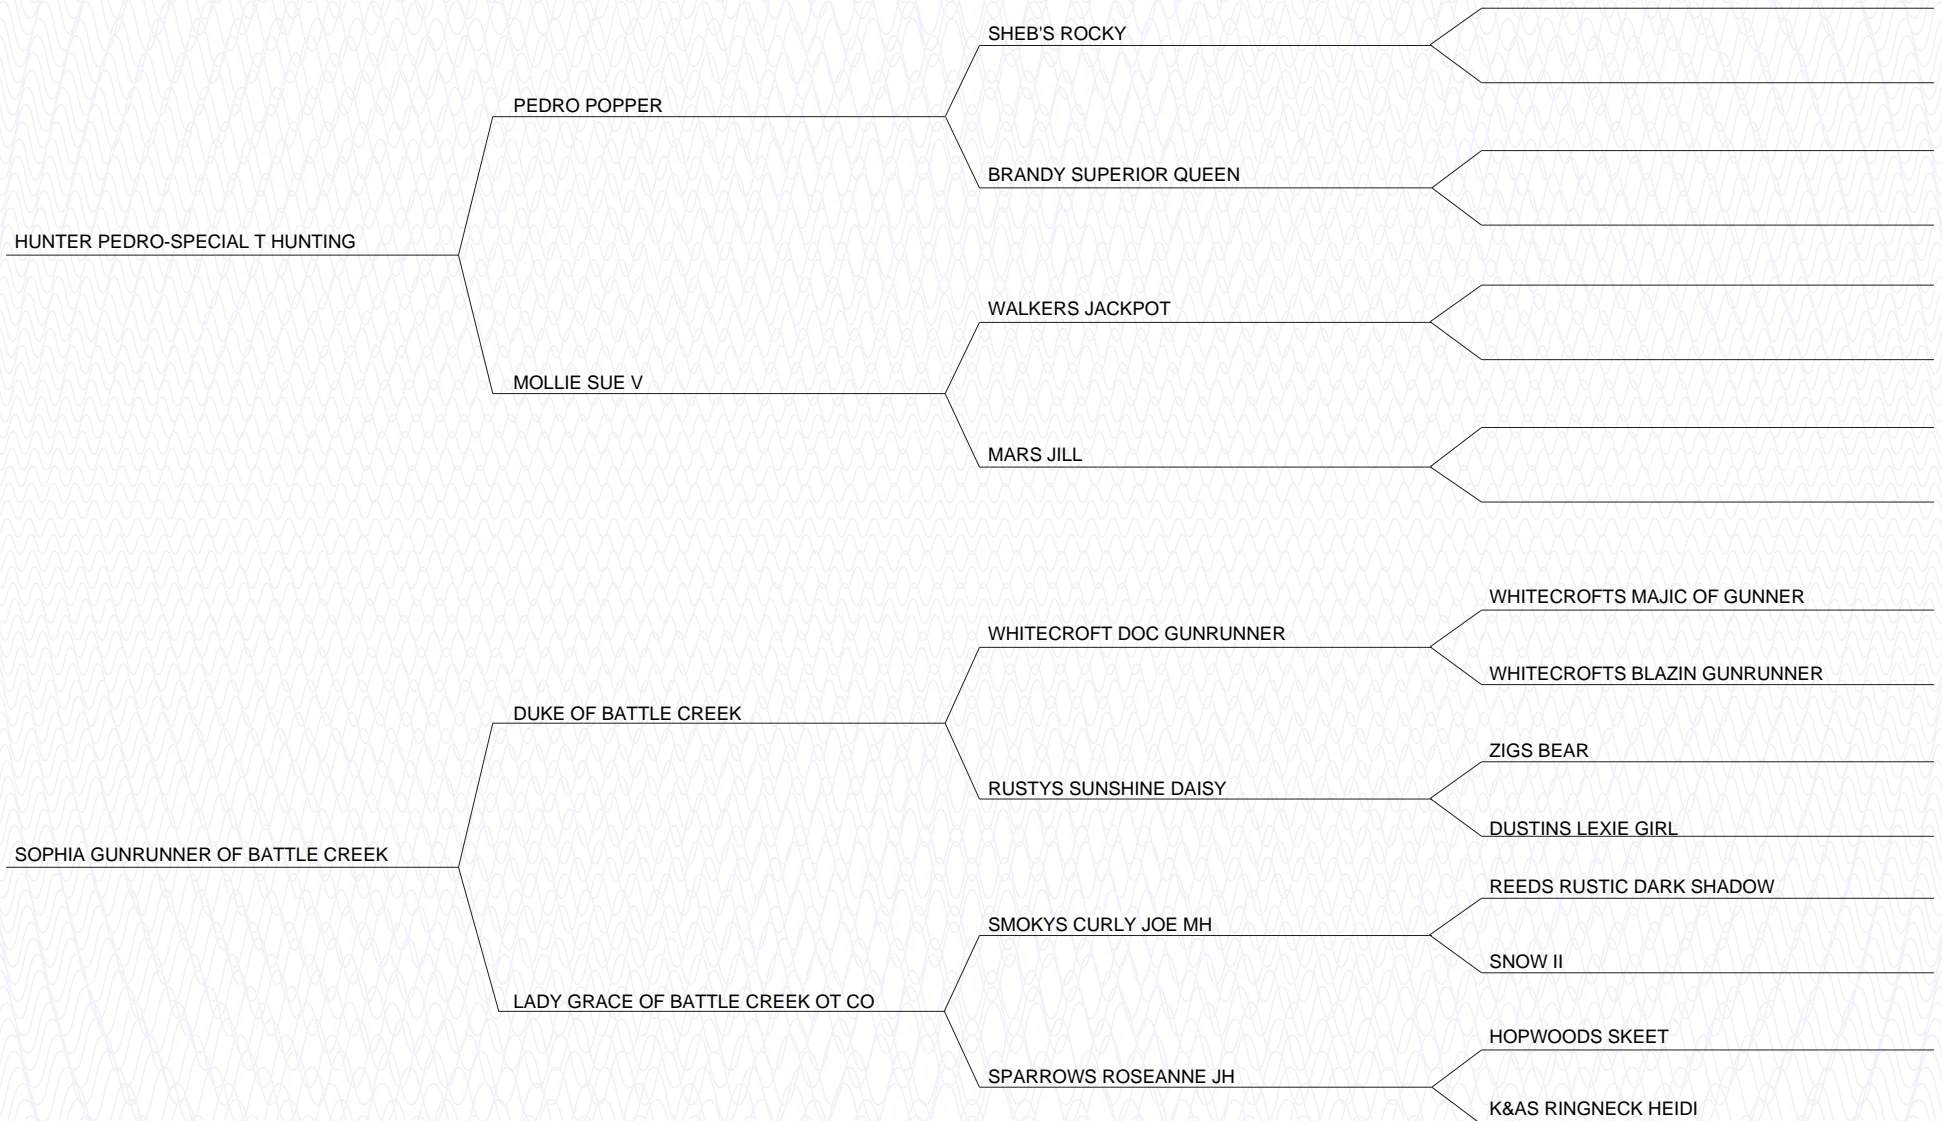 SHEB'S ROCKY
PEDRO POPPER
BRANDY SUPERIOR QUEEN
HUNTER PEDRO-SPECIAL T HUNTING
WALKERS JACKPOT
MOLLIE SUE V
MARS JILL
WHITECROFTS MAJIC OF GUNNER
WHITECROFT DOC GUNRUNNER
WHITECROFTS BLAZIN GUNRUNNER
DUKE OF BATTLE CREEK
ZIGS BEAR
RUSTYS SUNSHINE DAISY
DUSTINS LEXIE GIRL
SOPHIA GUNRUNNER OF BATTLE CREEK
REEDS RUSTIC DARK SHADOW
SMOKYS CURLY JOE MH
SNOW II
LADY GRACE OF BATTLE CREEK OT CO
HOPWOODS SKEET
SPARROWS ROSEANNE JH
K&AS RINGNECK HEIDI